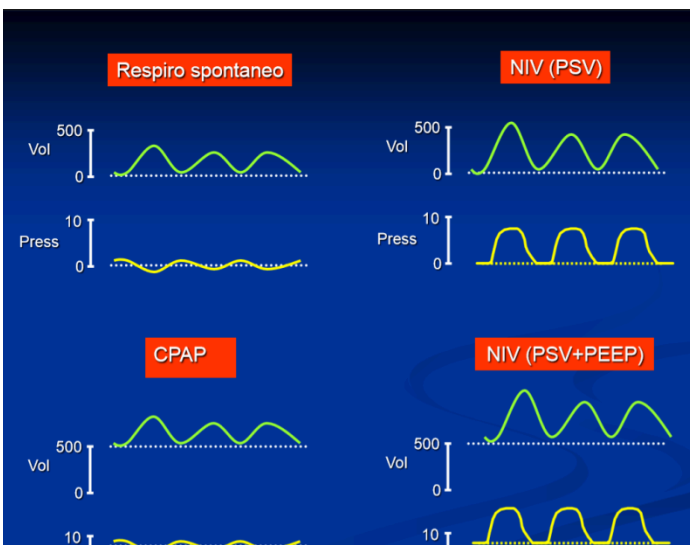 Respiro spontaneo
500
Vol
0
10
Press
0
NIV (PSV)
500
Vol
0
10
Press
0
CPAP
500
Vol
0
10
NIV (PSV+PEEP)
500
Vol
0
10